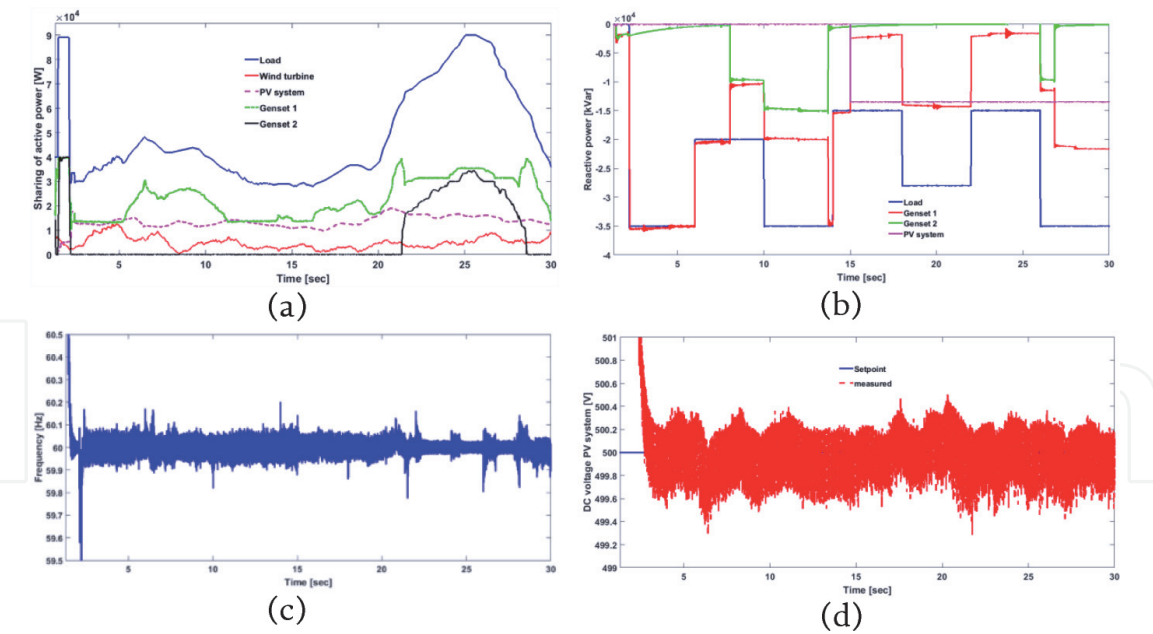 ×10⁴
9
8
7
6
5
4
3
2
1
0
Sharing of active power [W]
Load
Wind turbine
PV system
Genset 1
Genset 2
5 10 15 20 25 30
Time [sec]
(a)
×10⁴
0
-0.5
-1
-1.5
-2
-2.5
-3
-3.5
-4
Reactive power [kVar]
Load
Genset 1
Genset 2
PV system
5 10 15 20 25 30
Time [sec]
(b)
60.5
60.4
60.3
60.2
60.1
60
59.9
59.8
59.7
59.6
59.5
Frequency [Hz]
5 10 15 20 25 30
Time [sec]
(c)
501
500.8
500.6
500.4
500.2
500
499.8
499.6
499.4
499.2
499
DC voltage PV system [V]
Setpoint
measured
5 10 15 20 25 30
Time [sec]
(d)